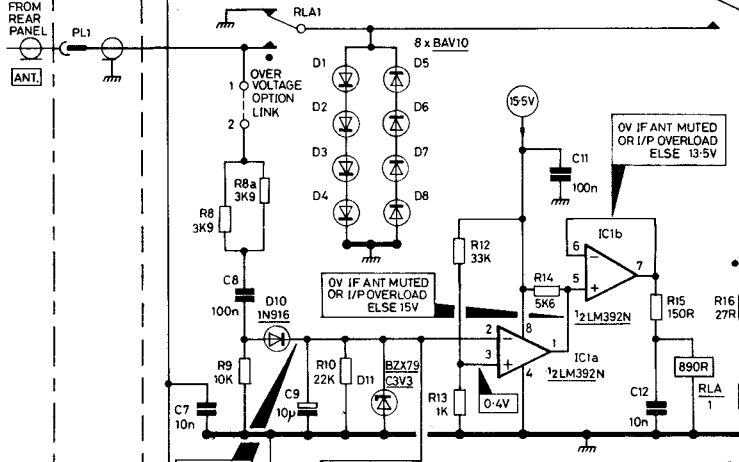 FROM
REAR
PANEL
PL1
ANT.
RLA1
8 x BAV10
1
OVER
VOLTAGE
OPTION
LINK
2
D1
D5
D2
D6
D3
D7
D4
D8
R8a
3K9
R8
3K9
15·5V
C11
100n
0V IF ANT MUTED
OR I/P OVERLOAD
ELSE 13·5V
R12
33K
IC1b
6
7
5
R14
5K6
½LM392N
R15
150R
R16
27R
C8
100n
D10
1N916
0V IF ANT MUTED
OR I/P OVERLOAD
ELSE 15V
2
8
1
3
4
IC1a
½LM392N
R9
10K
C9
10µ
R10
22K
D11
BZX79
C3V3
R13
1K
0·4V
890R
RLA
1
C7
10n
C12
10n